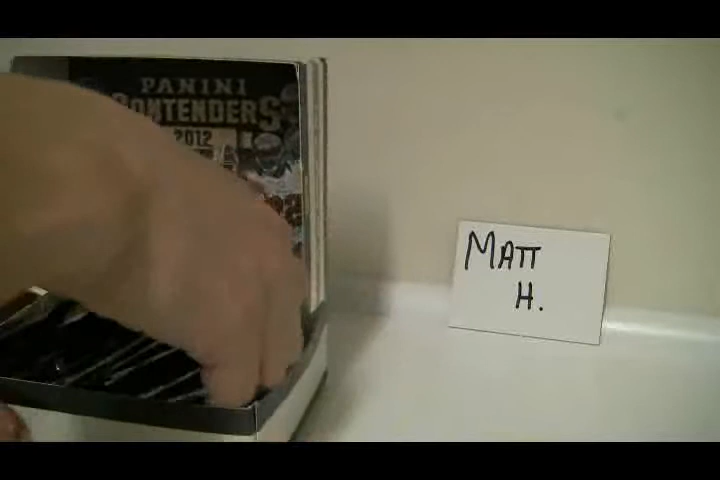 PANINI
CONTENDERS
2012
MATT
H.